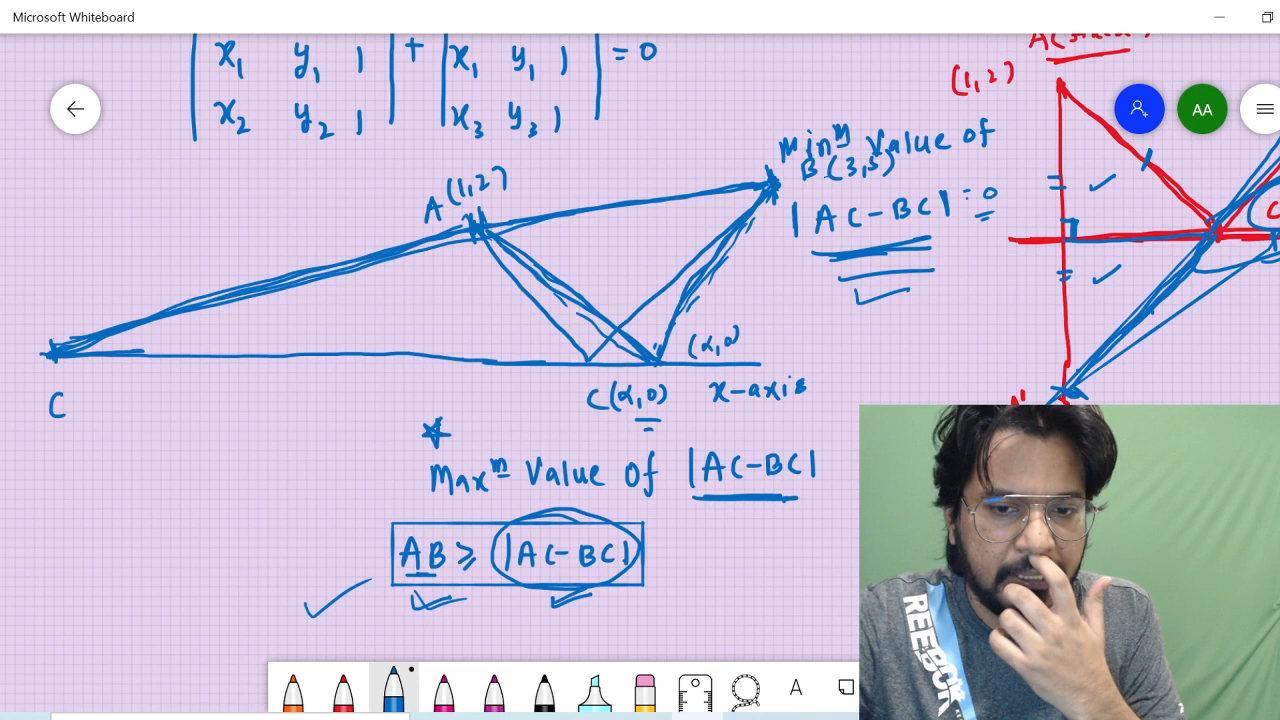 Microsoft Whiteboard
| x₁ y₁ 1 | + | x₁ y₁ 1 | = 0
| x₂ y₂ 1 | | x₃ y₃ 1 |
(1,2)
AA
A(1,2)
Minᵐ Value of
B(3,5)
|AC-BC| = 0
(α,0)
C
C(α,0) x-axis
A'
Maxᵐ Value of |AC-BC|
AB ≥ |AC-BC|
REEBOK
A